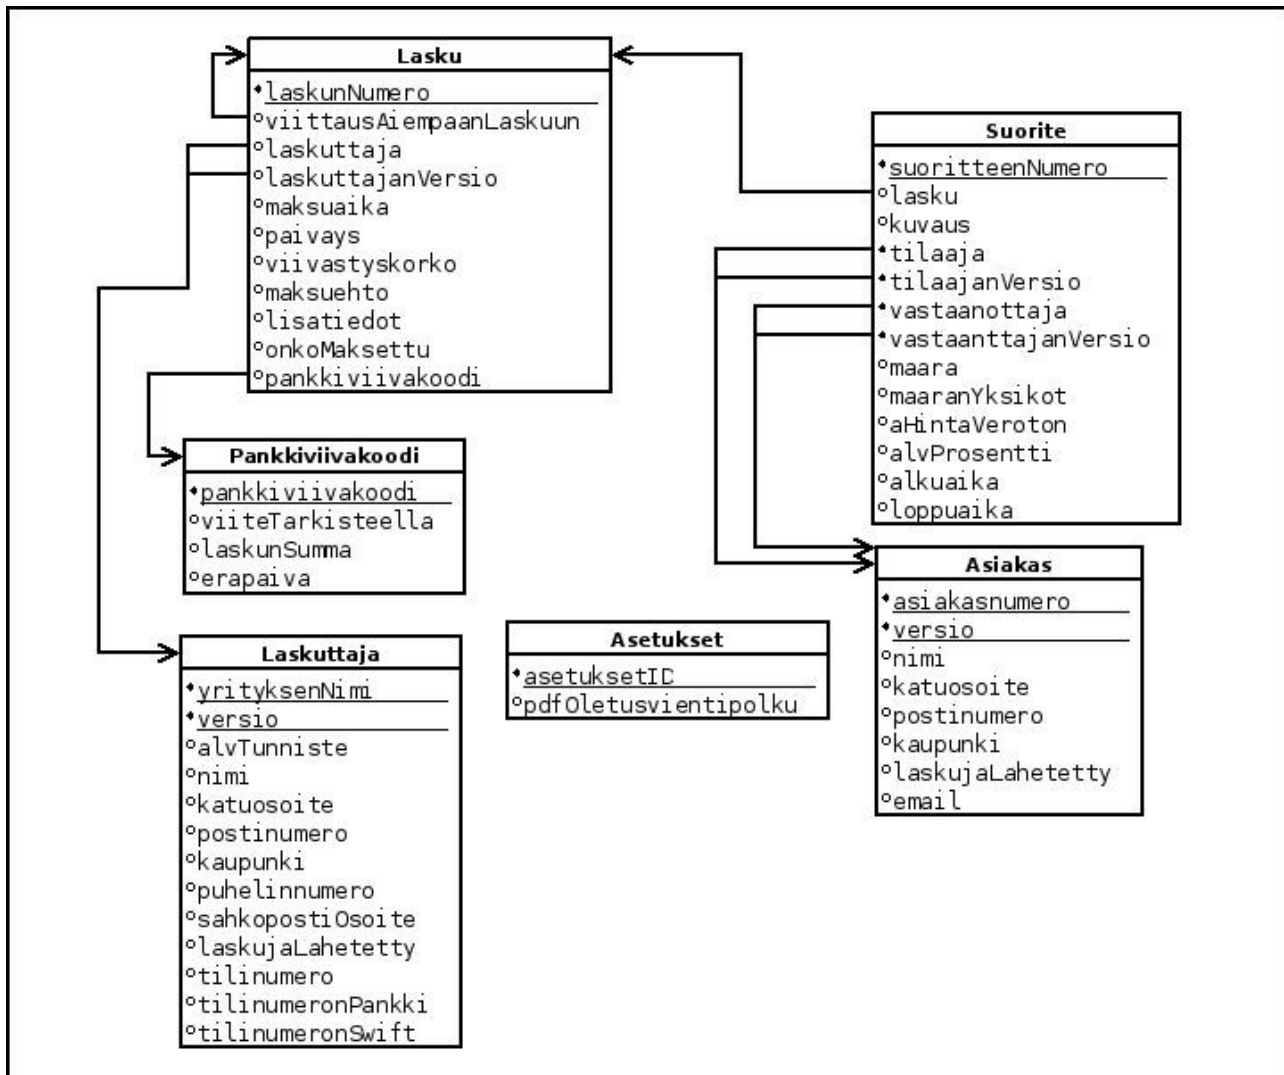 Lasku
laskunNumero
viittausAiempaanLaskuun
laskuttaja
laskuttajanVersio
maksuaika
paivays
viivastyskorko
maksuehto
lisatiedot
onkoMaksettu
pankkiviivakoodi
Suorite
suoritteenNumero
lasku
kuvaus
tilaaja
tilaajanVersio
vastaanottaja
vastaanttajanVersio
maara
maaranYksikot
aHintaVeroton
alvProsentti
alkuaika
loppuaika
Pankkiviivakoodi
pankkiviivakoodi
viiteTarkisteella
laskunSumma
erapaiva
Laskuttaja
yrityksenNimi
versio
alvTunniste
nimi
katuosoite
postinumero
kaupunki
puhelinnumero
sahkopostiOsoite
laskujaLahetetty
tilinumero
tilinumeronPankki
tilinumeronSwift
Asetukset
asetuksetID
pdfOletusvientipolku
Asiakas
asiakasnumero
versio
nimi
katuosoite
postinumero
kaupunki
laskujaLahetetty
email